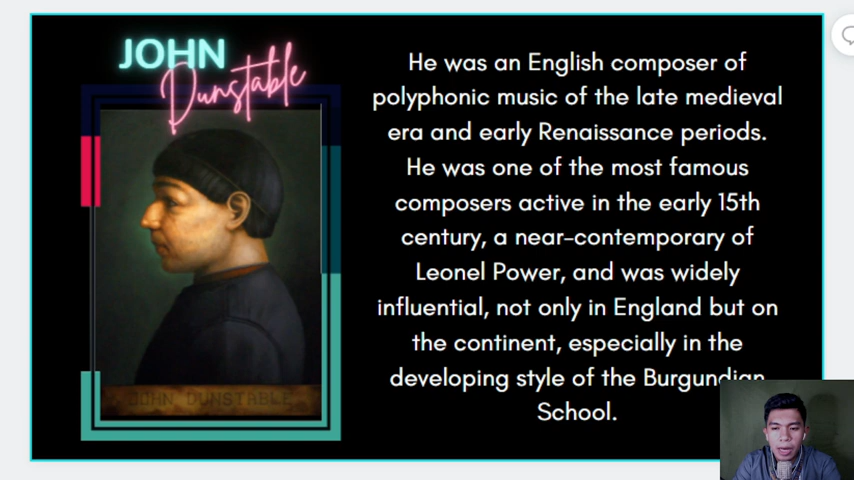 JOHN
Dunstable
He was an English composer of
polyphonic music of the late medieval
era and early Renaissance periods.
He was one of the most famous
composers active in the early 15th
century, a near-contemporary of
Leonel Power, and was widely
influential, not only in England but on
the continent, especially in the
developing style of the Burgundian
School.
JOHN DUNSTABLE